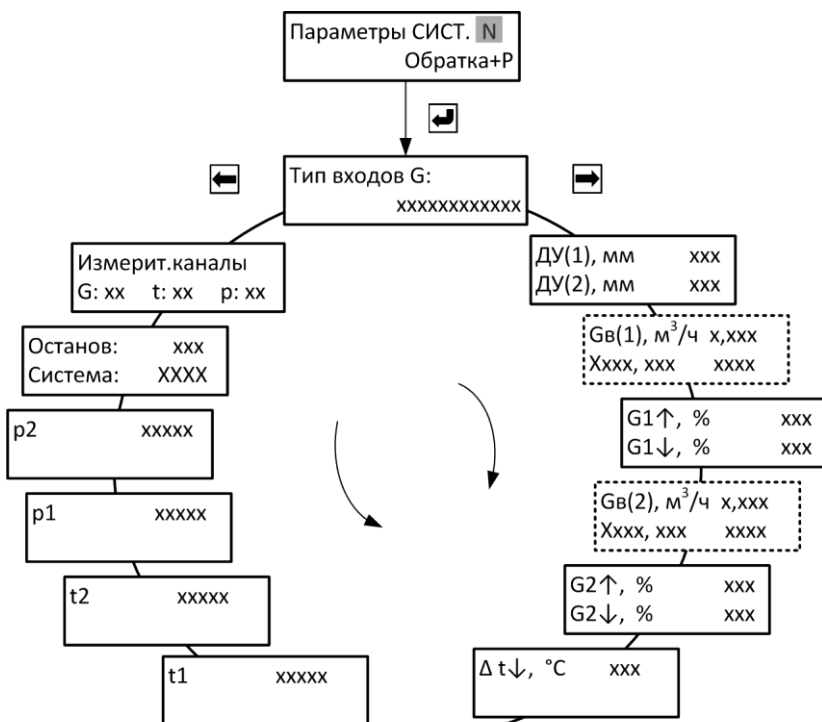 Параметры СИСТ. N
Обратка+Р
Тип входов G:
xxxxxxxxxxxx
Измерит.каналы
G: xx t: xx p: xx
Останов: xxx
Система: XXXX
p2 xxxxx
p1 xxxxx
t2 xxxxx
t1 xxxxx
ДУ(1), мм xxx
ДУ(2), мм xxx
Gв(1), м³/ч x,xxx
Xxxx, xxx xxxx
G1↑, % xxx
G1↓, % xxx
Gв(2), м³/ч x,xxx
Xxxx, xxx xxxx
G2↑, % xxx
G2↓, % xxx
Δ t↓, °C xxx